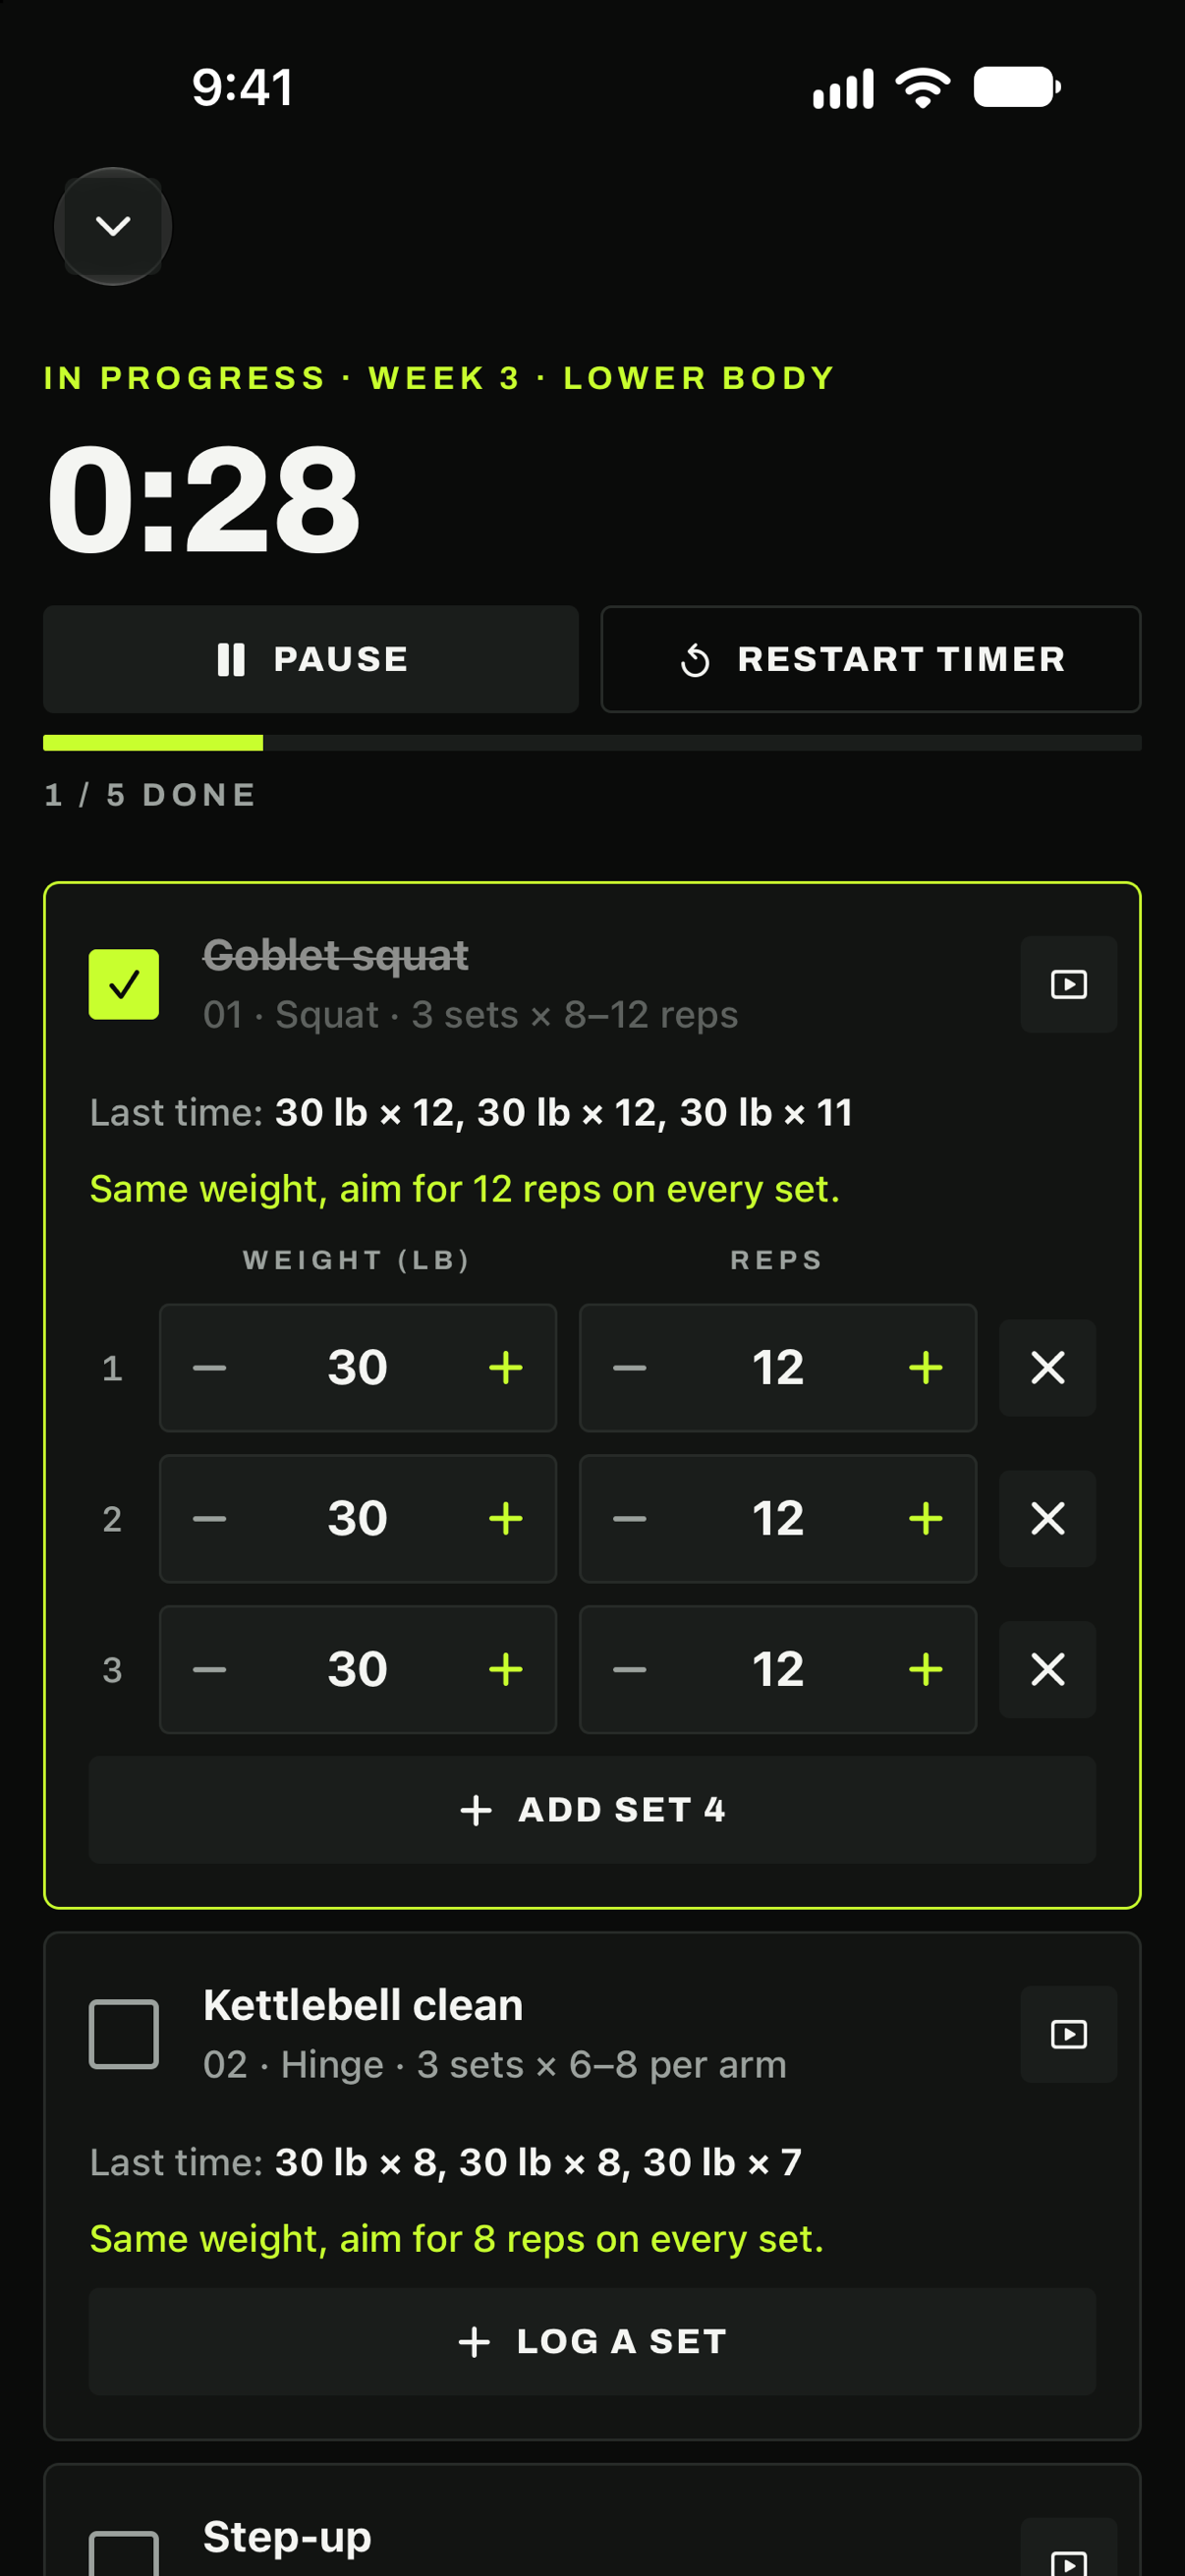 9:41
IN PROGRESS · WEEK 3 · LOWER BODY
0:28
PAUSE
RESTART TIMER
1 / 5 DONE
Goblet squat
01 · Squat · 3 sets × 8–12 reps
Last time: 30 lb × 12, 30 lb × 12, 30 lb × 11
Same weight, aim for 12 reps on every set.
WEIGHT (LB) REPS
1 30 12
2 30 12
3 30 12
ADD SET 4
Kettlebell clean
02 · Hinge · 3 sets × 6–8 per arm
Last time: 30 lb × 8, 30 lb × 8, 30 lb × 7
Same weight, aim for 8 reps on every set.
LOG A SET
Step-up